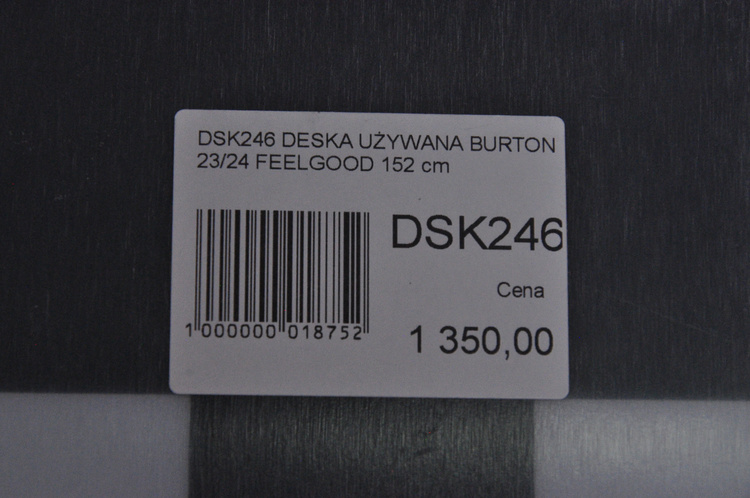 DSK246 DESKA UŻYWANA BURTON
23/24 FEELGOOD 152 cm
DSK246
Cena
1 000000 018752
1 350,00